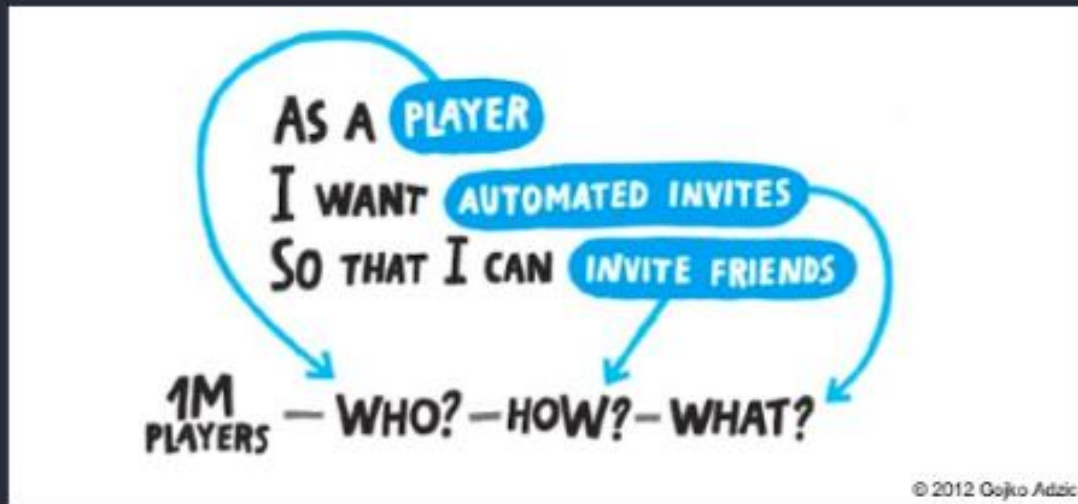 AS A PLAYER
I WANT AUTOMATED INVITES
SO THAT I CAN INVITE FRIENDS
1M
PLAYERS
– WHO? – HOW? – WHAT?
© 2012 Gojko Adzic